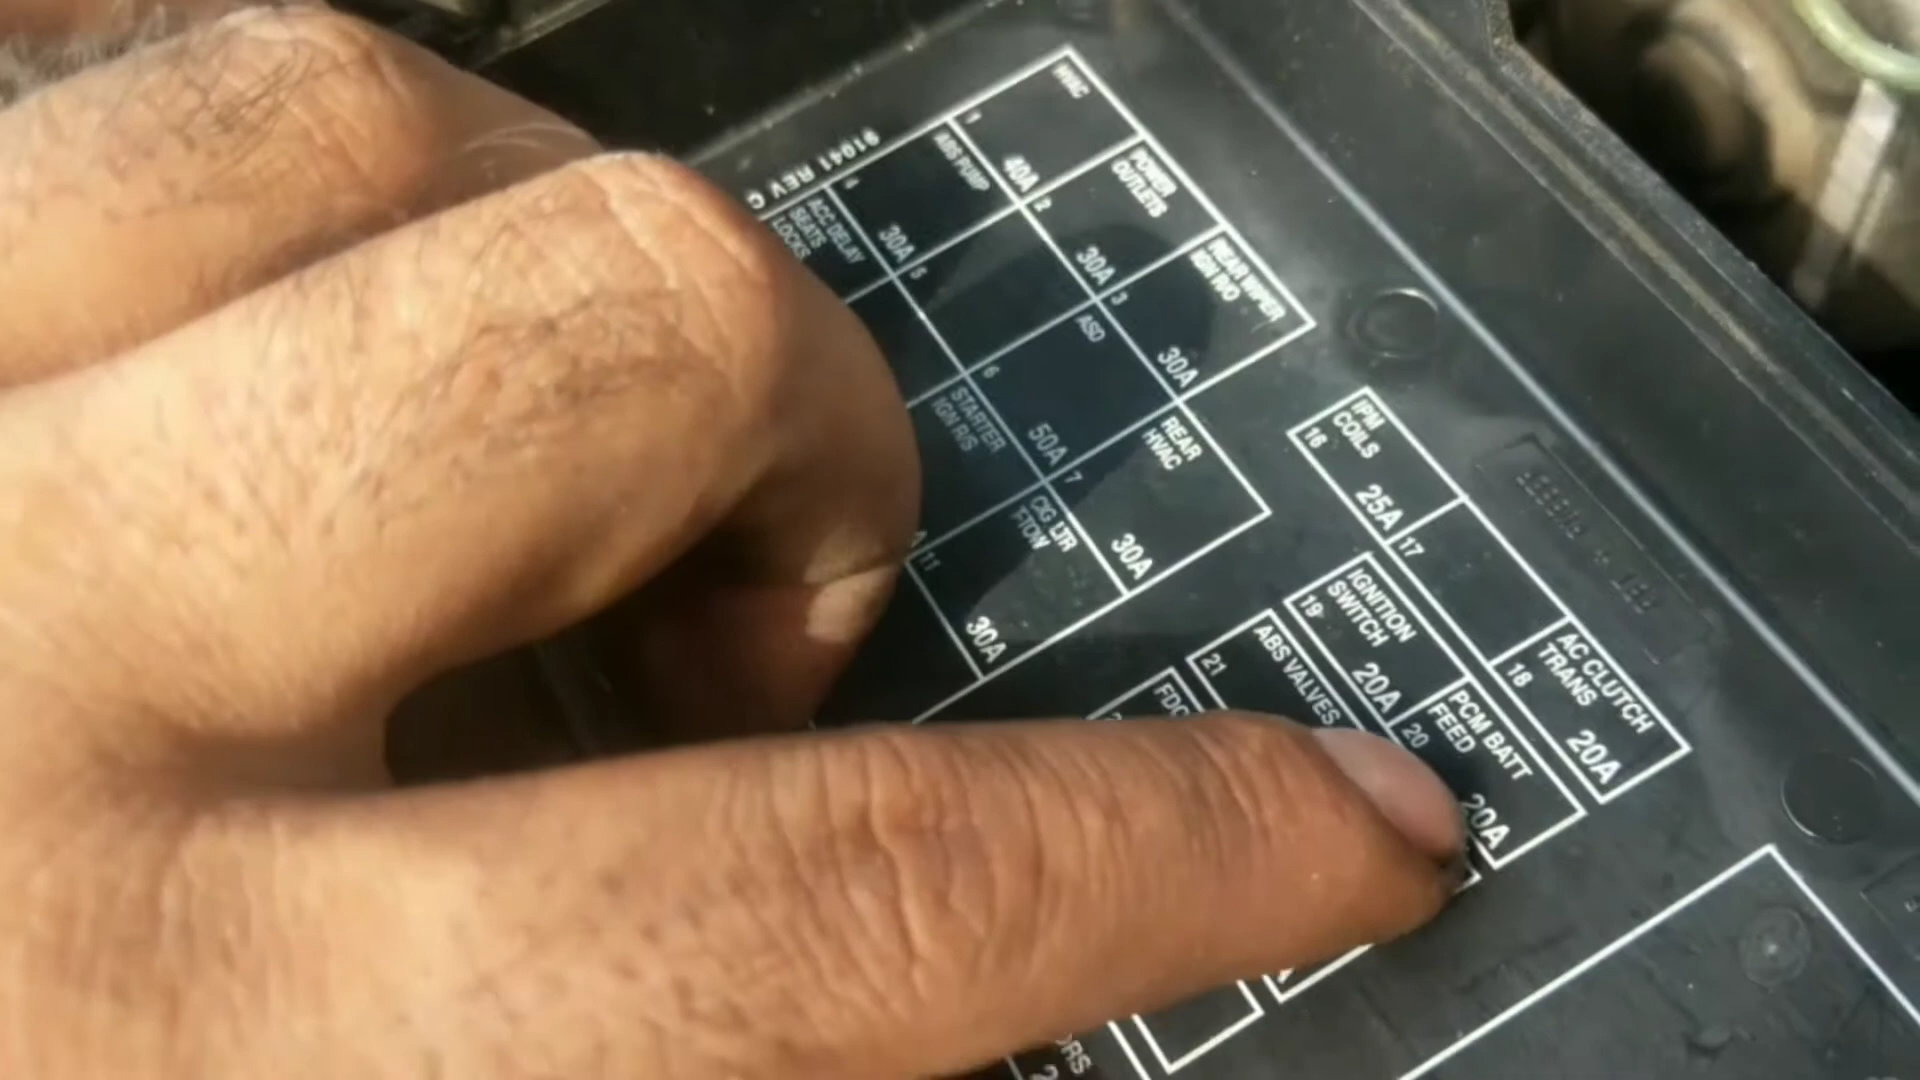 HVAC
1
40A
POWER
OUTLETS
2
30A
REAR WIPER
IGN R/O
3
30A
91041 REV
ABS PUMP
4
30A
5
ASD
6
50A
REAR
HVAC
7
30A
ACC DELAY
SEATS
LOCKS
STARTER
IGN R/S
CIG LTR
11
30A
IPM
COILS
16
25A
17
AC CLUTCH
TRANS
18
20A
IGNITION
SWITCH
19
20A
PCM BATT
FEED
20
20A
ABS VALVES
21